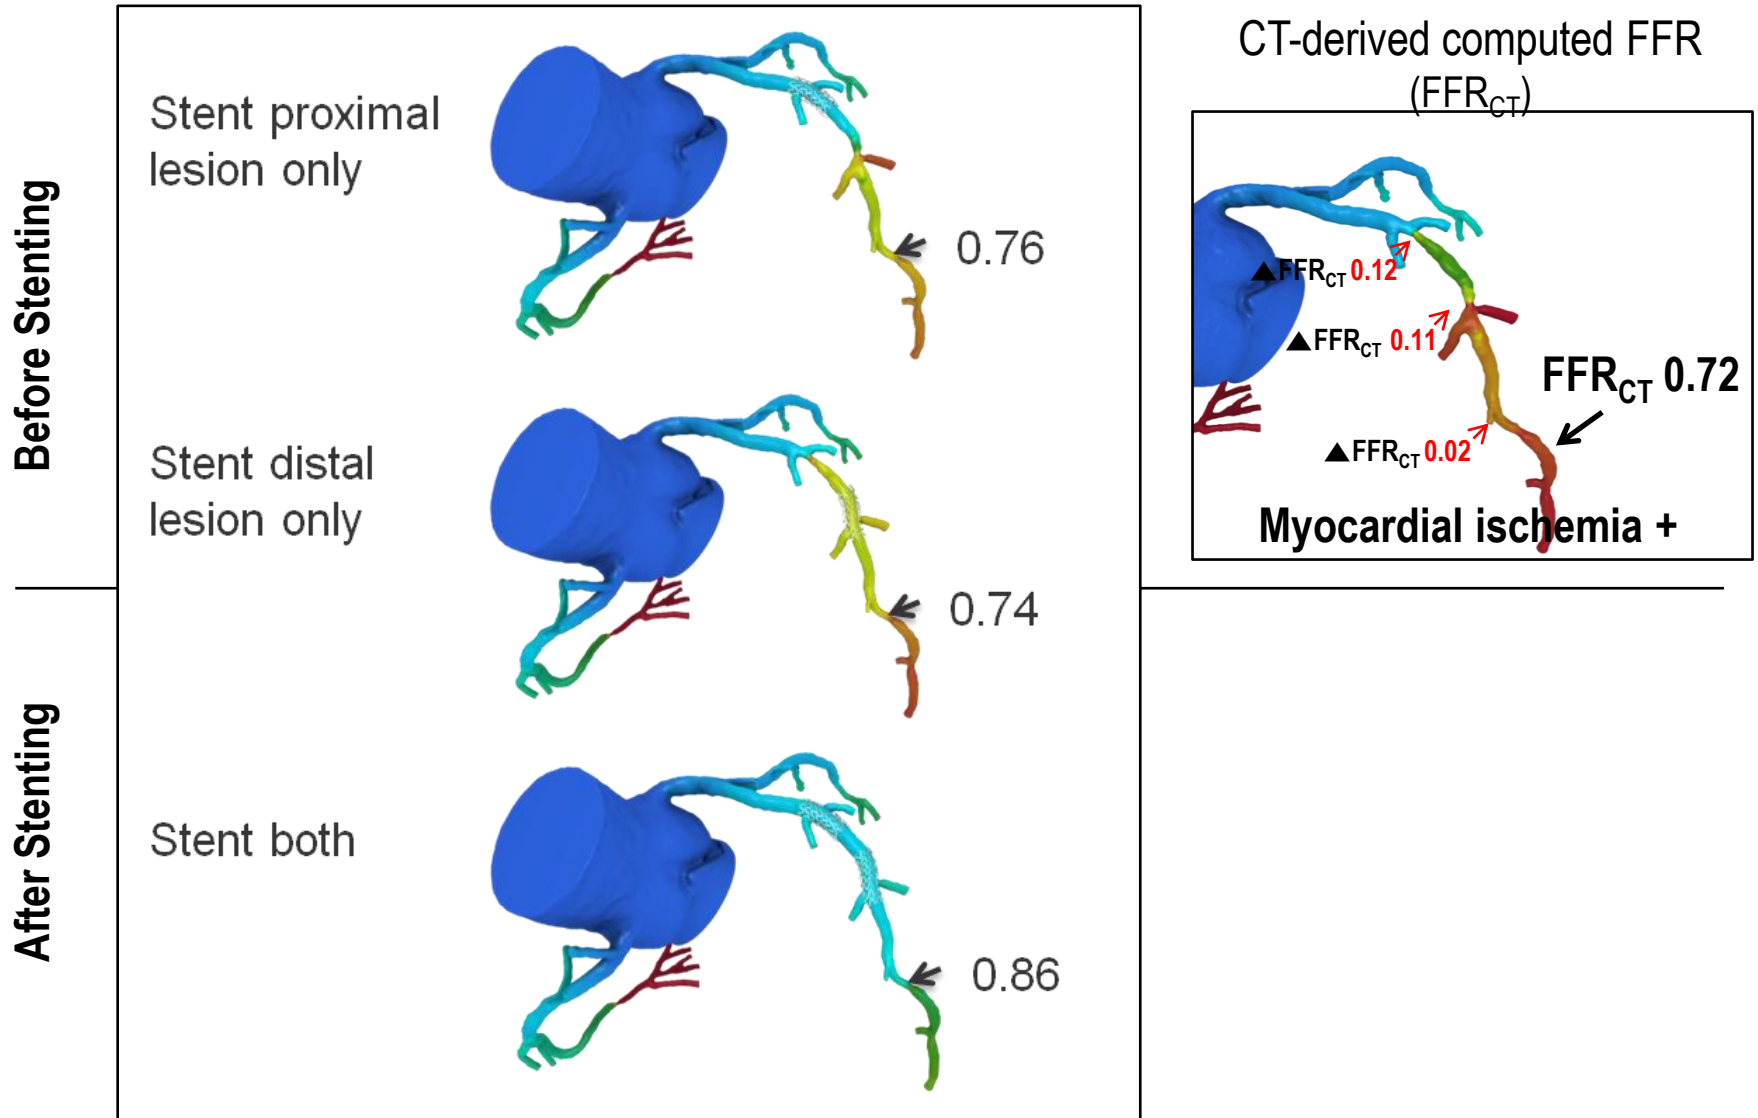 Before Stenting
After Stenting
Stent proximal
lesion only
0.76
Stent distal
lesion only
0.74
Stent both
0.86
CT-derived computed FFR
(FFRCT)
▲FFRCT 0.12
▲FFRCT 0.11
FFRCT 0.72
▲FFRCT 0.02
Myocardial ischemia +